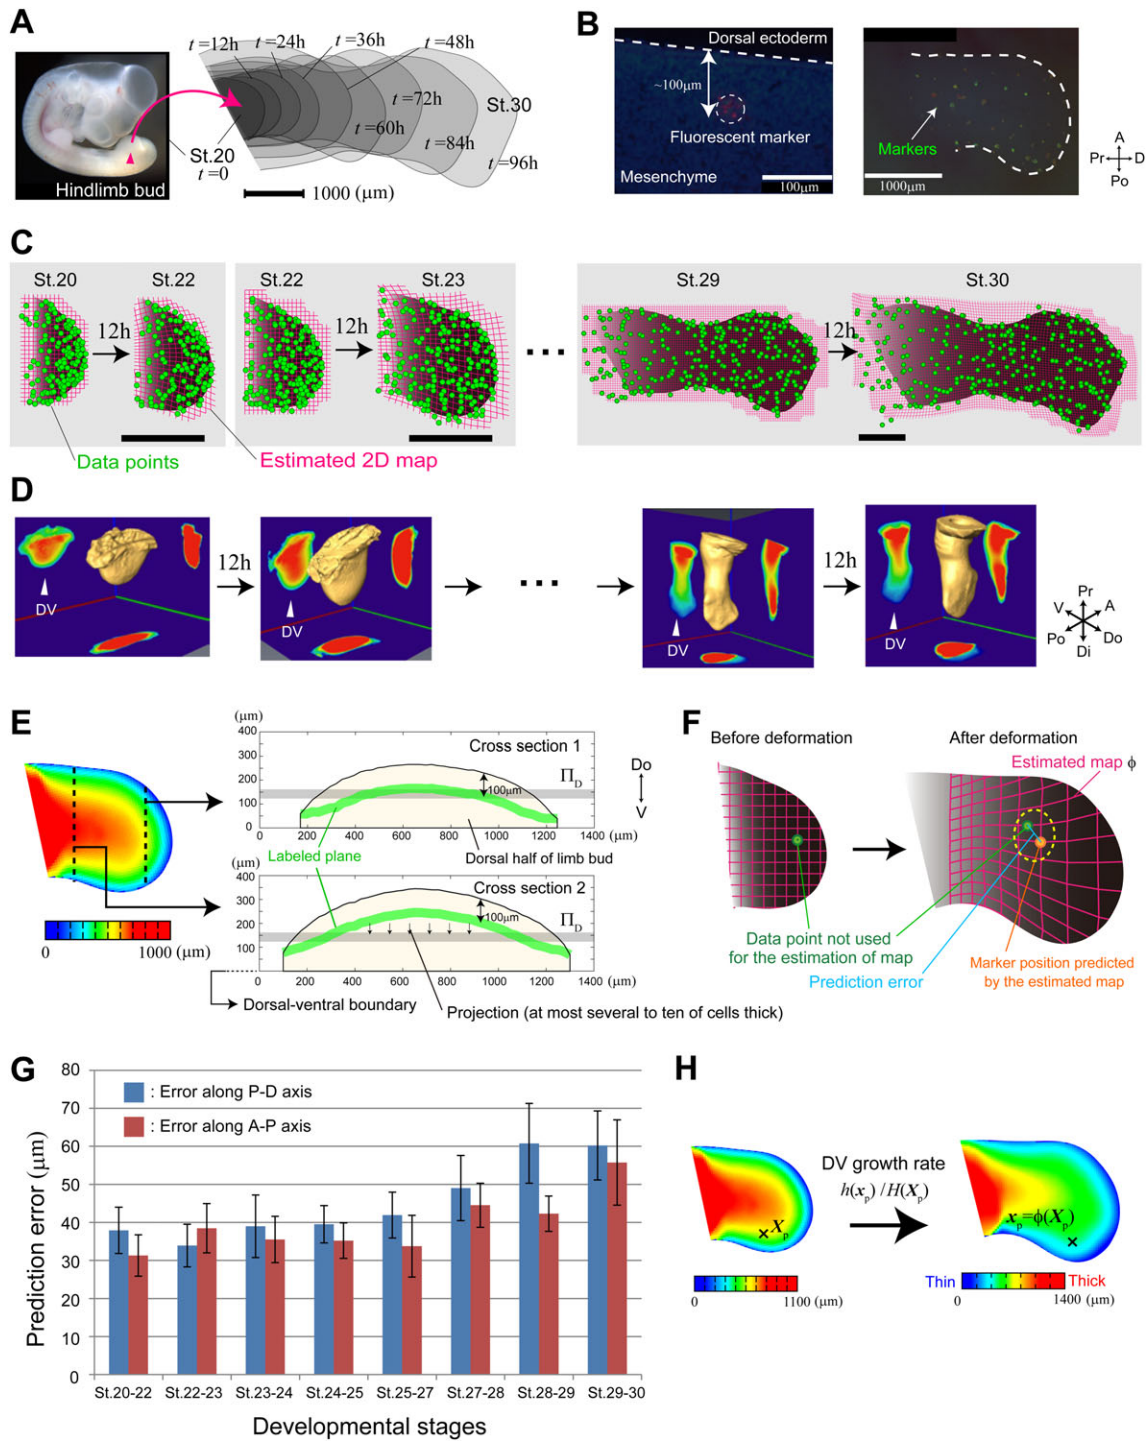 A
t =12h
t =24h
t =36h
t =48h
t =72h
t =60h
t =84h
t =96h
St.30
St.20
t =0
Hindlimb bud
1000 (μm)
B
Dorsal ectoderm
~100μm
Fluorescent marker
Mesenchyme
100μm
Markers
1000μm
A
Pr
D
Po
C
St.20
St.22
12h
St.22
St.23
12h
...
St.29
St.30
12h
Data points
Estimated 2D map
D
DV
12h
DV
...
DV
12h
DV
Pr
V
A
Po
Do
Di
E
0
1000
(μm)
(μm)
400
300
200
100
0
Cross section 1
ΠD
100μm
0
200
400
600
800
1000
1200
1400
(μm)
Do
V
Labeled plane
Dorsal half of limb bud
(μm)
400
300
200
100
Cross section 2
100μm
ΠD
200
400
600
800
1000
1200
1400 (μm)
Dorsal-ventral boundary
Projection (at most several to ten of cells thick)
F
Before deformation
After deformation
Estimated map ϕ
Data point not used
for the estimation of map
Prediction error
Marker position predicted
by the estimated map
G
Prediction error (μm)
80
70
60
50
40
30
20
10
0
: Error along P-D axis
: Error along A-P axis
St.20-22
St.22-23
St.23-24
St.24-25
St.25-27
St.27-28
St.28-29
St.29-30
Developmental stages
H
DV growth rate
h(xp) /H(Xp)
Xp
xp=ϕ(Xp)
0
1100 (μm)
Thin
Thick
0
1400 (μm)